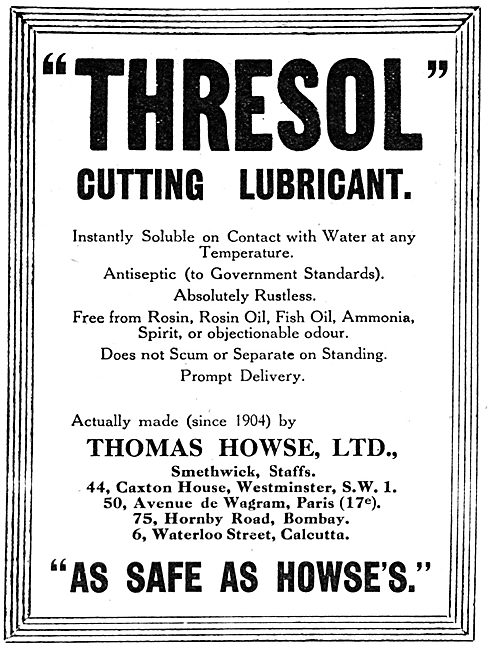 "THRESOL"
CUTTING LUBRICANT.
Instantly Soluble on Contact with Water at any
Temperature.
Antiseptic (to Government Standards).
Absolutely Rustless.
Free from Rosin, Rosin Oil, Fish Oil, Ammonia,
Spirit, or objectionable odour.
Does not Scum or Separate on Standing.
Prompt Delivery.
Actually made (since 1904) by
THOMAS HOWSE, LTD.,
Smethwick, Staffs.
44, Caxton House, Westminster, S.W. 1.
50, Avenue de Wagram, Paris (17e).
75, Hornby Road, Bombay.
6, Waterloo Street, Calcutta.
"AS SAFE AS HOWSE'S."